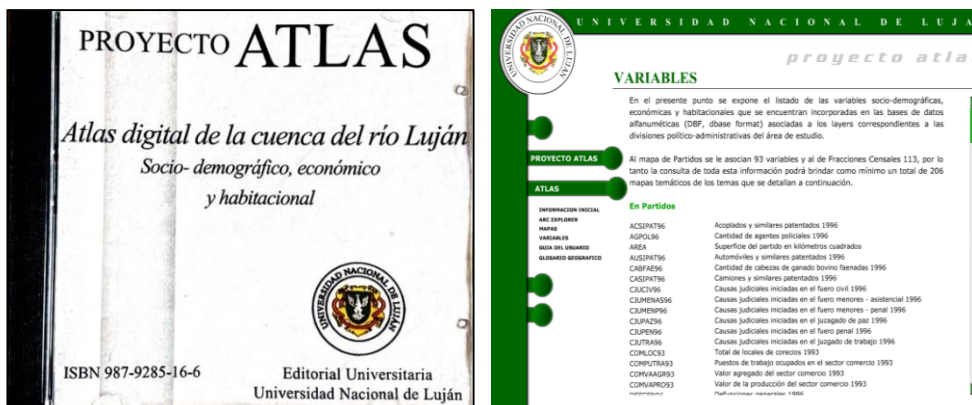 PROYECTO ATLAS
Atlas digital de la cuenca del río Luján
Socio- demográfico, económico
y habitacional
UNIVERSIDAD NACIONAL DE LUJAN
ISBN 987-9285-16-6
Editorial Universitaria
Universidad Nacional de Luján
UNIVERSIDAD NACIONAL DE LUJA
UNIVERSIDAD NACIONAL DE LUJAN
proyecto atla
VARIABLES
En el presente punto se expone el listado de las variables socio-demográficas,
económicas y habitacionales que se encuentran incorporadas en las bases de datos
alfanuméticas (DBF, dbase format) asociadas a los layers correspondientes a las
divisiones político-administrativas del área de estudio.
Al mapa de Partidos se le asocian 93 variables y al de Fracciones Censales 113, por lo
tanto la consulta de toda esta información podrá brindar como mínimo un total de 206
mapas temáticos de los temas que se detallan a continuación.
PROYECTO ATLAS
ATLAS
INFORMACION INICIAL
ARC EXPLORER
MAPAS
VARIABLES
GUIA DEL USUARIO
GLOSARIO GEOGRAFICO
En Partidos
ACSIPAT96 Acoplados y similares patentados 1996
AGPOL96 Cantidad de agentes policiales 1996
AREA Superficie del partido en kilómetros cuadrados
AUSIPAT96 Automóviles y similares patentados 1996
CABFAE96 Cantidad de cabezas de ganado bovino faenadas 1996
CASIPAT96 Camiones y similares patentados 1996
CJUCIV96 Causas judiciales iniciadas en el fuero civil 1996
CJUMENAS96 Causas judiciales iniciadas en el fuero menores - asistencial 1996
CJUMENP96 Causas judiciales iniciadas en el fuero menores - penal 1996
CJUPAZ96 Causas judiciales iniciadas en el juzagado de paz 1996
CJUPEN96 Causas judiciales iniciadas en el fuero penal 1996
CJUTRA96 Causas judiciales iniciadas en el juzgado de trabajo 1996
COMLOC93 Total de locales de corecios 1993
COMPUTRA93 Puestos de trabajo ocupados en el sector comercio 1993
COMVAAGR93 Valor agregado del sector comercio 1993
COMVAPRO93 Valor de la producción del sector comercio 1993
Defunciones generales 1996